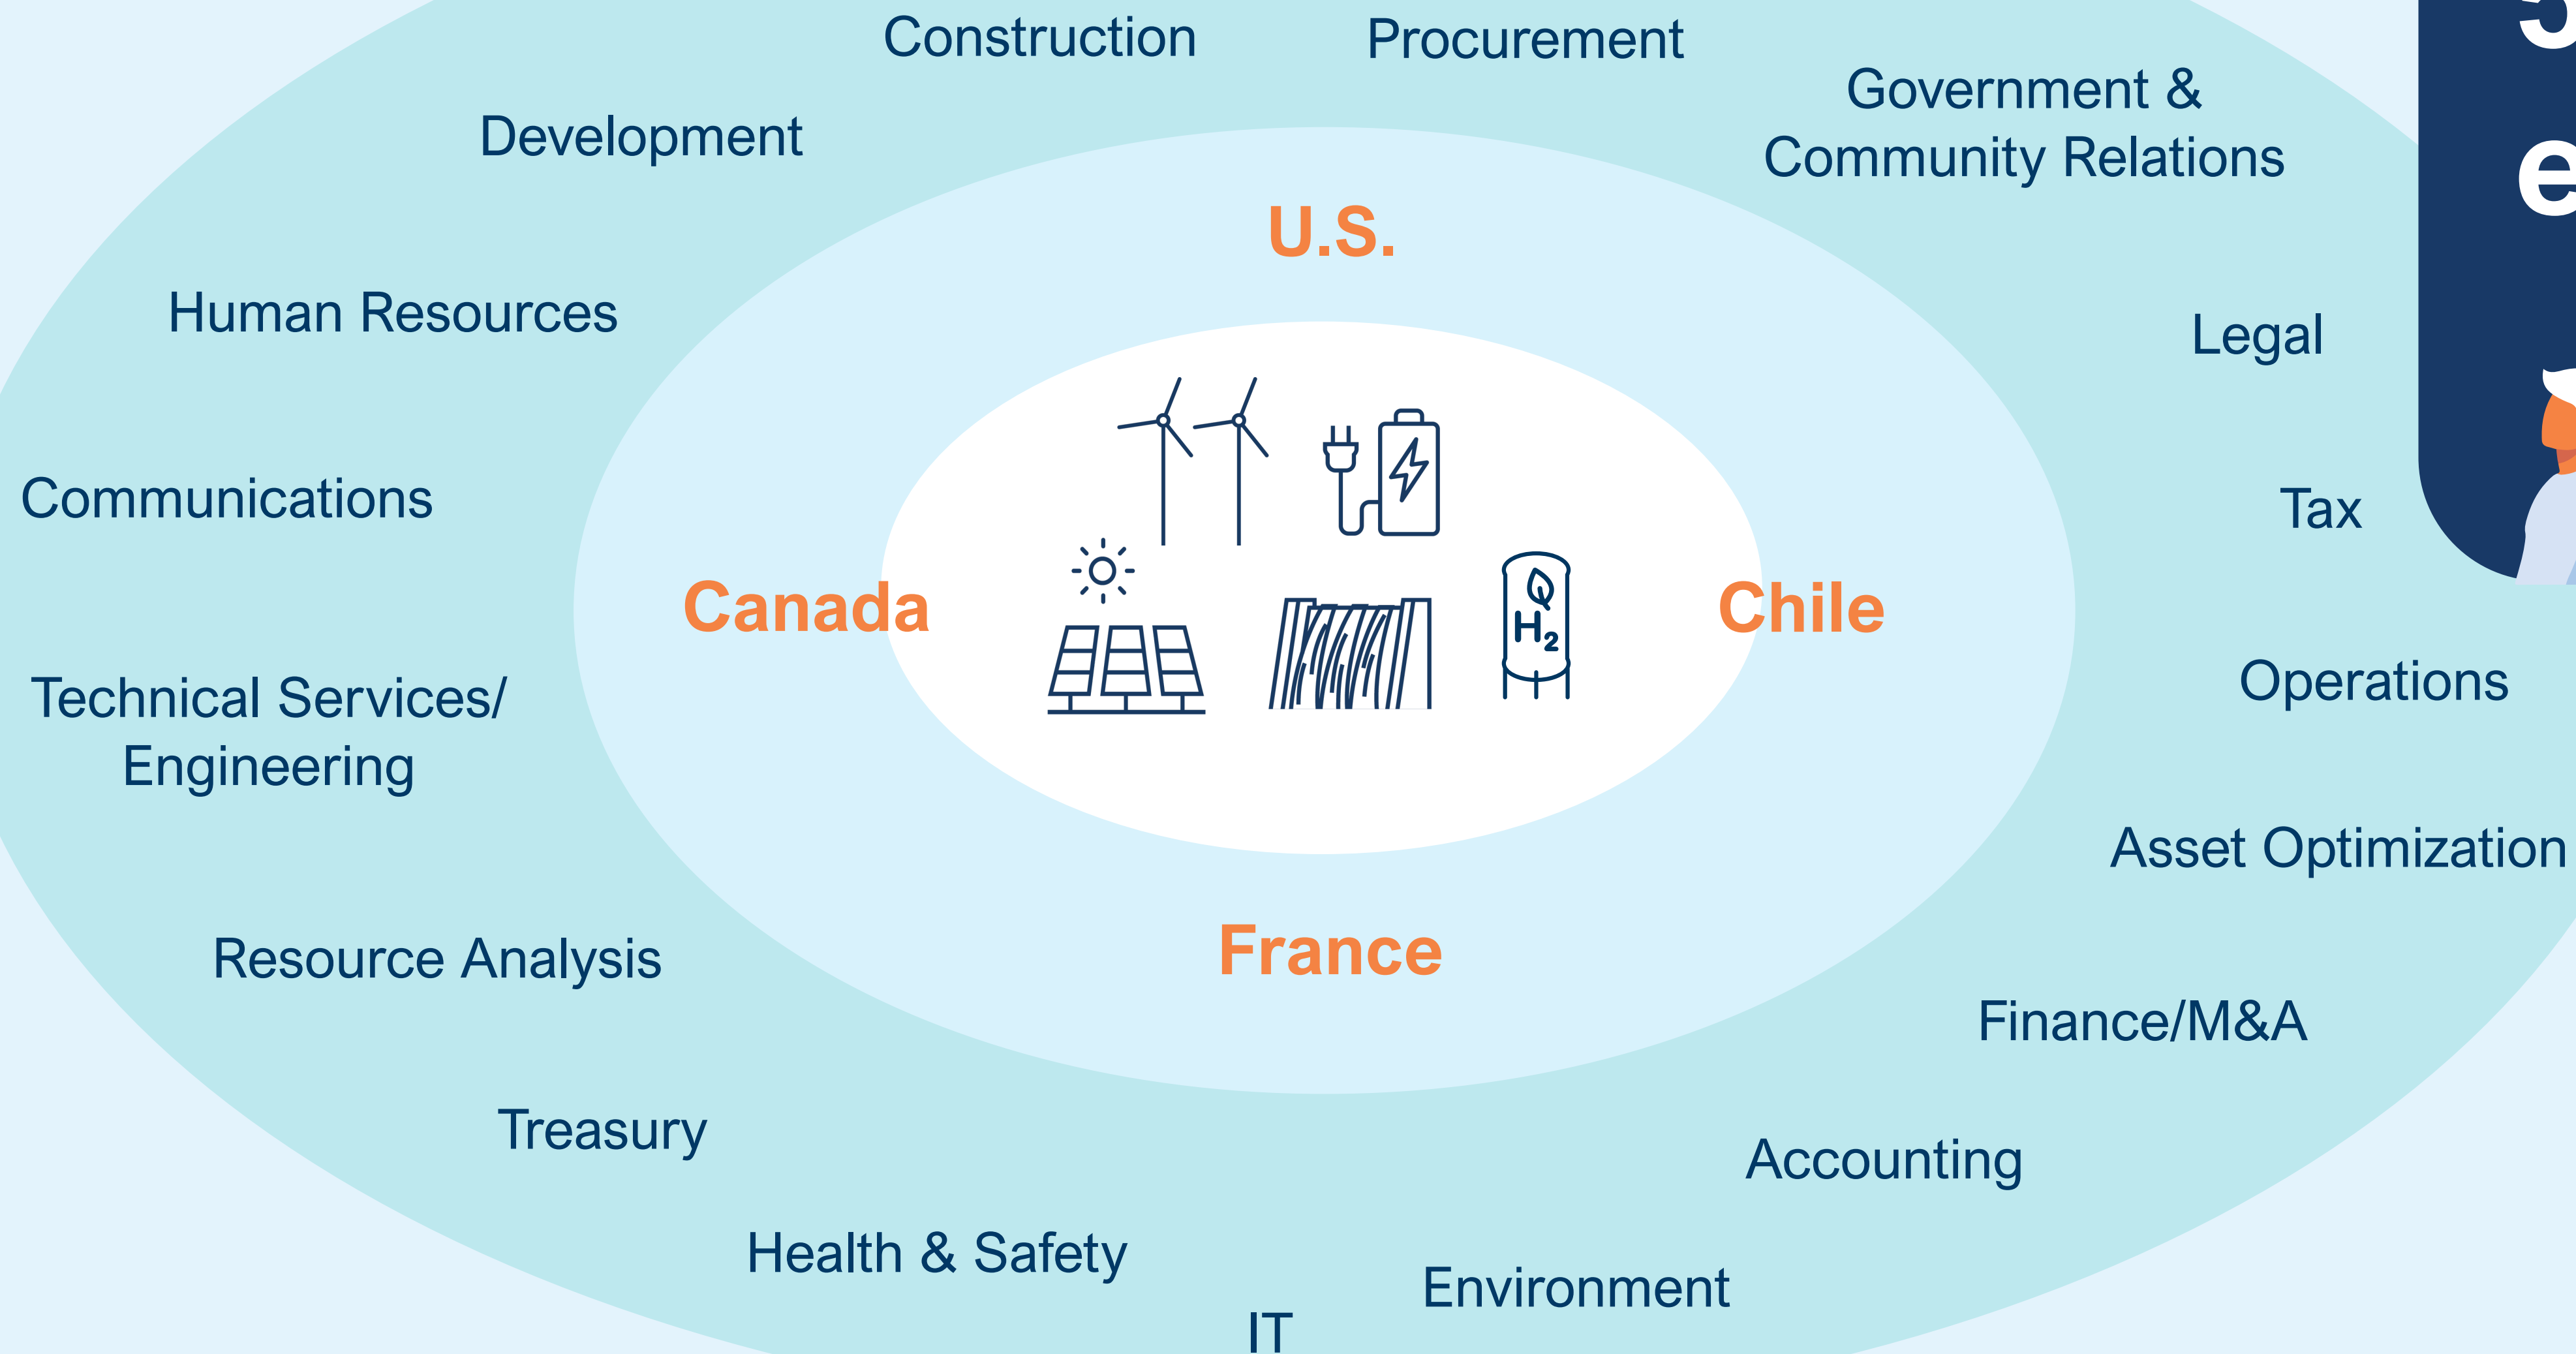 Construction
Procurement
Government &
Community Relations
Development
U.S.
Human Resources
Legal
Communications
Tax
Canada
Chile
H2
Technical Services/
Engineering
Operations
Asset Optimization
Resource Analysis
France
Finance/M&A
Treasury
Accounting
Health & Safety
Environment
IT